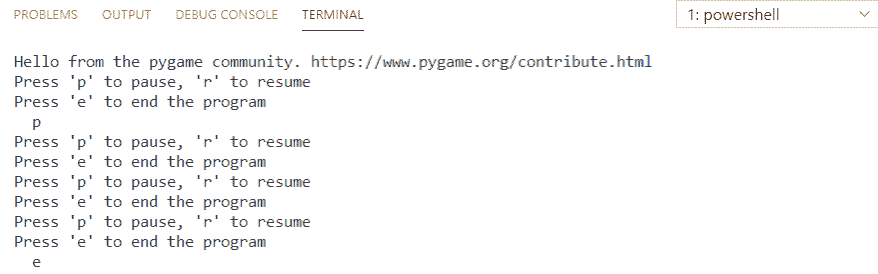 PROBLEMS OUTPUT DEBUG CONSOLE TERMINAL 1: powershell
Hello from the pygame community. https://www.pygame.org/contribute.html
Press 'p' to pause, 'r' to resume
Press 'e' to end the program
p
Press 'p' to pause, 'r' to resume
Press 'e' to end the program
Press 'p' to pause, 'r' to resume
Press 'e' to end the program
Press 'p' to pause, 'r' to resume
Press 'e' to end the program
e